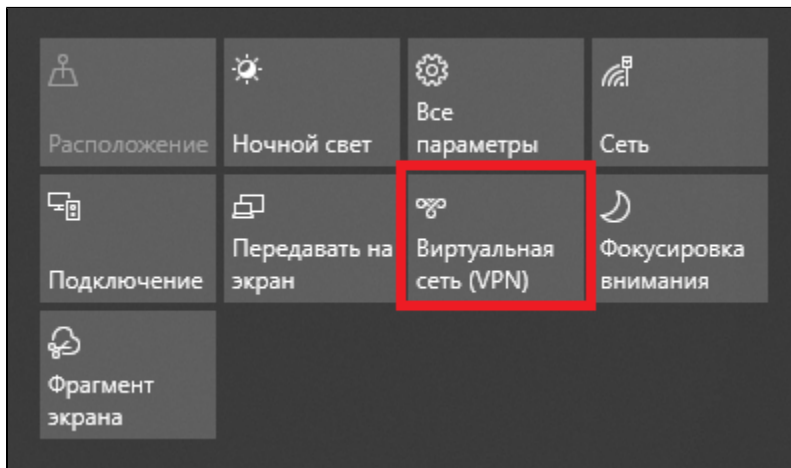 Расположение
Ночной свет
Все
параметры
Сеть
Подключение
Передавать на
экран
Виртуальная
сеть (VPN)
Фокусировка
внимания
Фрагмент
экрана